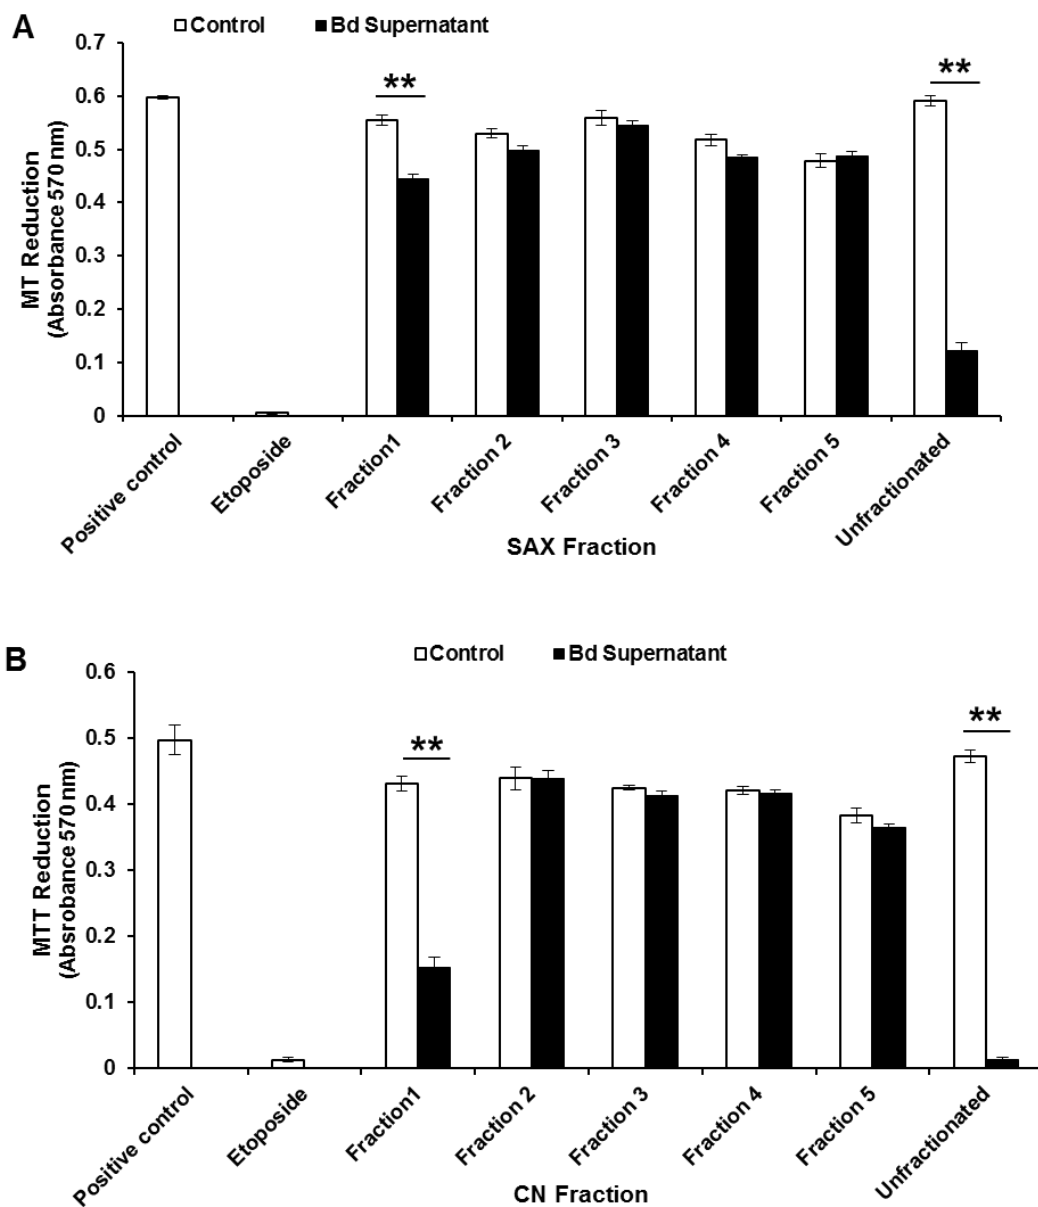 A
Control
Bd Supernatant
0.7
0.6
0.5
0.4
0.3
0.2
0.1
0
MT Reduction
(Absorbance 570 nm)
**
**
Positive control
Etoposide
Fraction1
Fraction 2
Fraction 3
Fraction 4
Fraction 5
Unfractionated
SAX Fraction
B
Control
Bd Supernatant
0.6
0.5
0.4
0.3
0.2
0.1
0
MTT Reduction
(Absrobance 570 nm)
**
**
Positive control
Etoposide
Fraction1
Fraction 2
Fraction 3
Fraction 4
Fraction 5
Unfractionated
CN Fraction